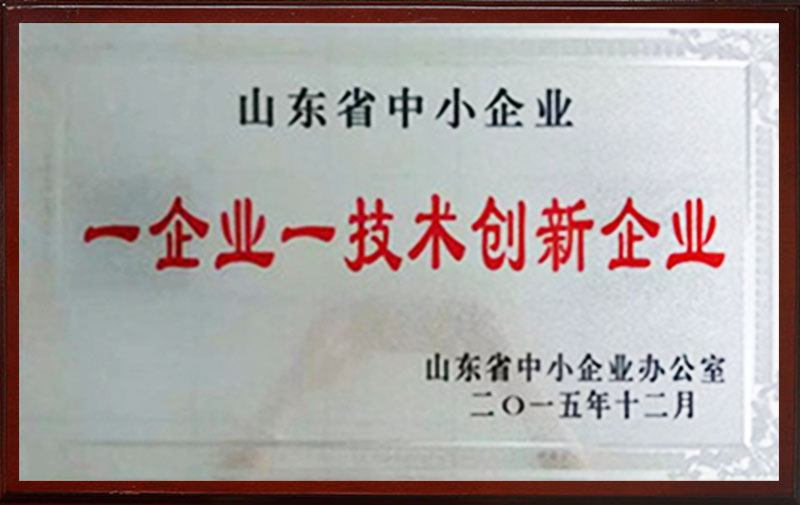 山东省中小企业
一企业一技术创新企业
山东省中小企业办公室
二〇一五年十二月